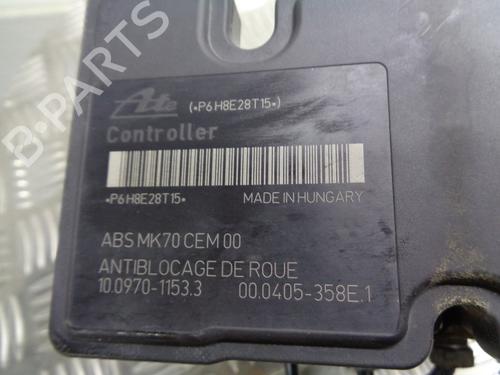 Ate (*P6H8E28T15*)
Controller
*P6H8E28T15* MADE IN HUNGARY
ABS MK70 CEM 00
ANTIBLOCAGE DE ROUE
10.0970-1153.3 00.0405-358E.1
B-PARTS